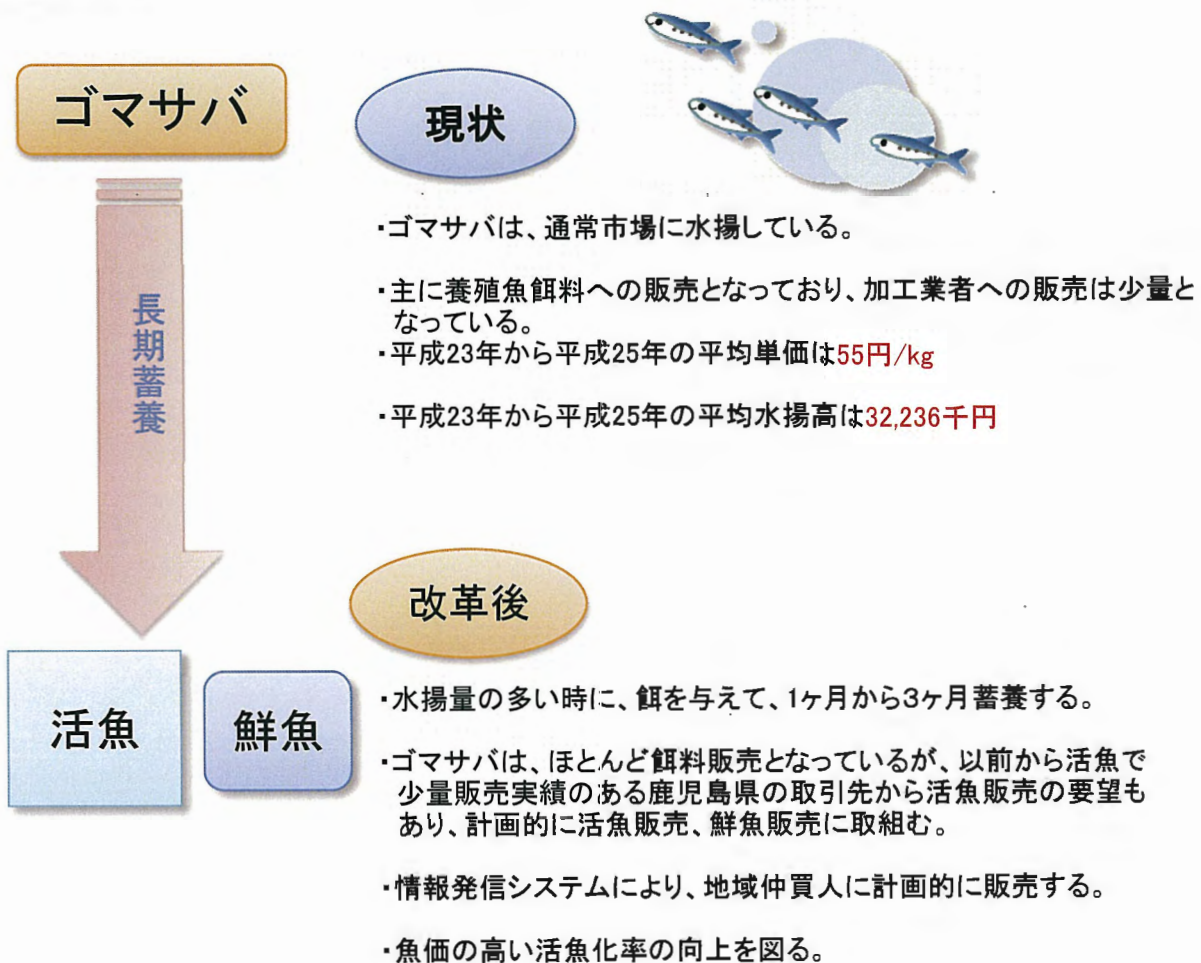 ゴマサバ
現状
・ゴマサバは、通常市場に水揚している。
・主に養殖魚餌料への販売となっており、加工業者への販売は少量と
なっている。
・平成23年から平成25年の平均単価は55円/kg
・平成23年から平成25年の平均水揚高は32,236千円
長期蓄養
改革後
活魚
鮮魚
・水揚量の多い時に、餌を与えて、1ヶ月から3ヶ月蓄養する。
・ゴマサバは、ほとんど餌料販売となっているが、以前から活魚で
少量販売実績のある鹿児島県の取引先から活魚販売の要望も
あり、計画的に活魚販売、鮮魚販売に取組む。
・情報発信システムにより、地域仲買人に計画的に販売する。
・魚価の高い活魚化率の向上を図る。